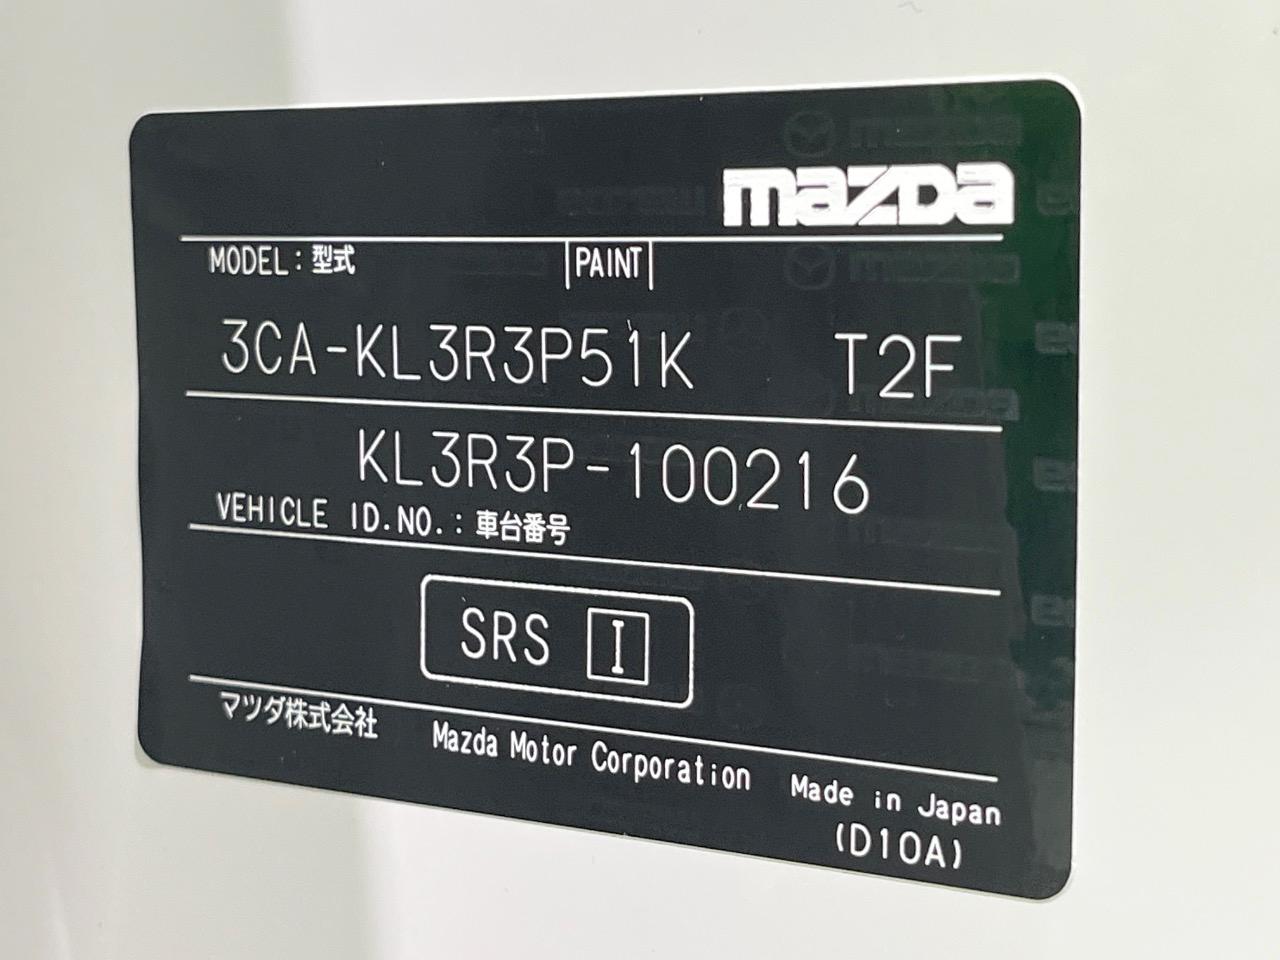 mazda
MODEL：型式 PAINT
3CA-KL3R3P51K T2F
KL3R3P-100216
VEHICLE ID.NO.：車台番号
SRS I
マツダ株式会社 Mazda Motor Corporation Made in Japan
(D10A)